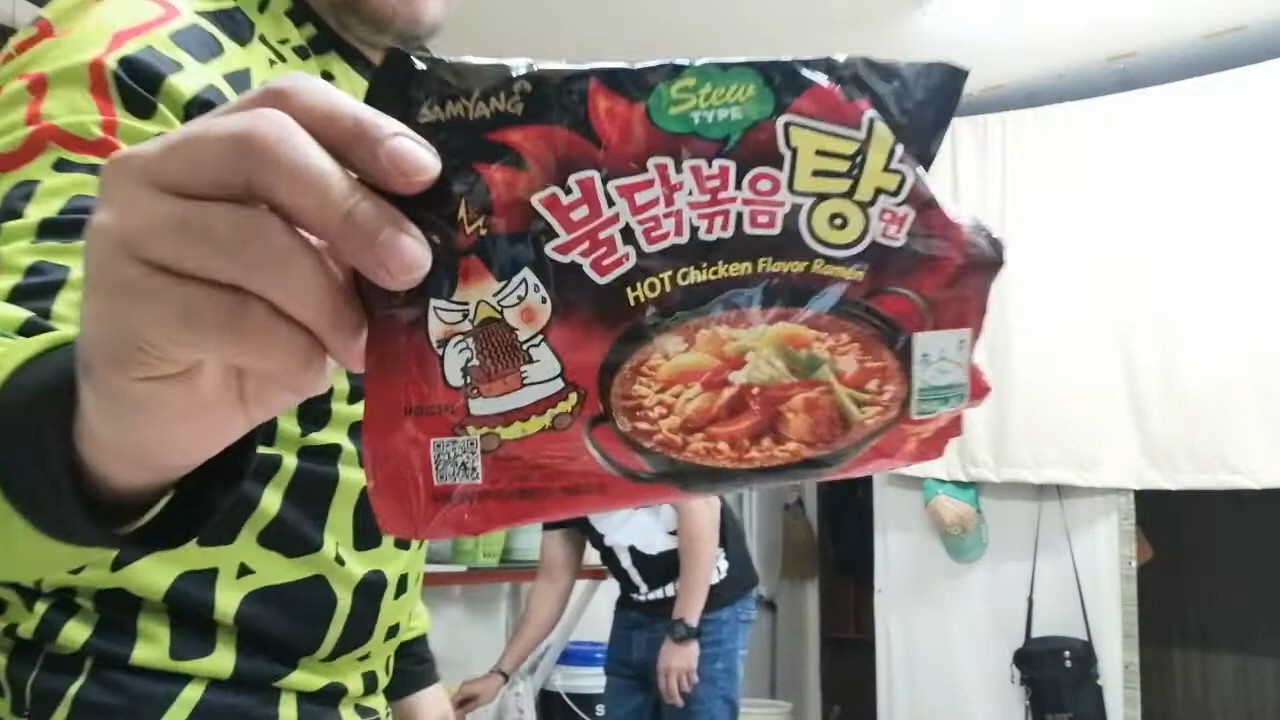 SAMYANG
Stew
TYPE
불닭볶음탕면
HOT Chicken Flavor Ramen